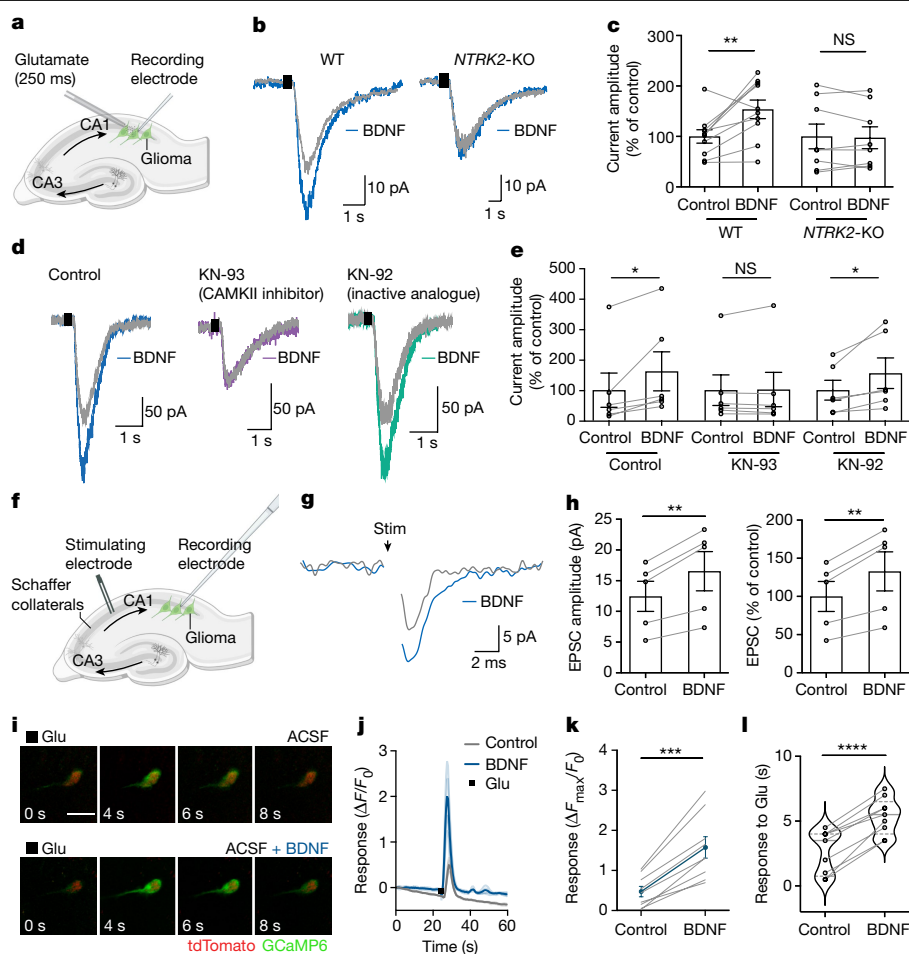 a
Glutamate
(250 ms)
Recording
electrode
CA1
CA3
Glioma
b
WT
NTRK2-KO
BDNF
BDNF
10 pA
1 s
10 pA
1 s
c
Current amplitude
(% of control)
300
200
100
0
**
NS
Control BDNF
Control BDNF
WT
NTRK2-KO
d
Control
KN-93
(CAMKII inhibitor)
KN-92
(inactive analogue)
BDNF
BDNF
BDNF
50 pA
1 s
50 pA
1 s
50 pA
1 s
e
Current amplitude
(% of control)
500
400
300
200
100
0
*
NS
*
Control BDNF
Control BDNF
Control BDNF
Control
KN-93
KN-92
f
Stimulating
electrode
Recording
electrode
Schaffer
collaterals
CA1
CA3
Glioma
g
Stim
BDNF
5 pA
2 ms
h
EPSC amplitude (pA)
25
20
15
10
5
0
**
Control BDNF
EPSC (% of control)
200
150
100
50
0
**
Control BDNF
i
Glu
ACSF
0 s
4 s
6 s
8 s
Glu
ACSF + BDNF
0 s
4 s
6 s
8 s
tdTomato GCaMP6
j
Response (ΔF/F0)
3
2
1
0
Control
BDNF
Glu
0 20 40 60
Time (s)
k
Response (ΔFmax/F0)
4
3
2
1
0
***
Control BDNF
l
Response to Glu (s)
10
5
0
****
Control BDNF